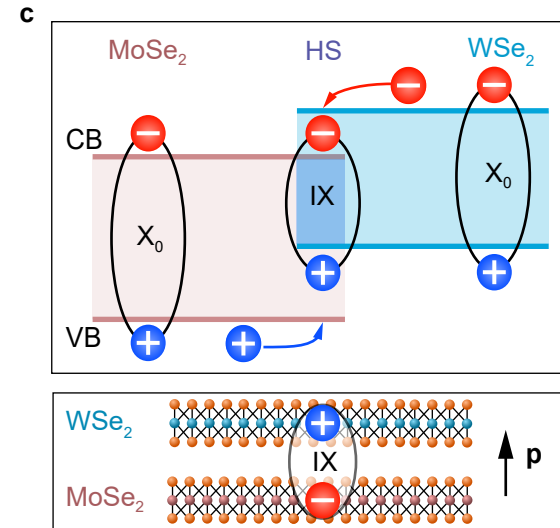 c
MoSe₂ HS WSe₂
CB
X₀ IX X₀
VB
WSe₂
IX p
MoSe₂